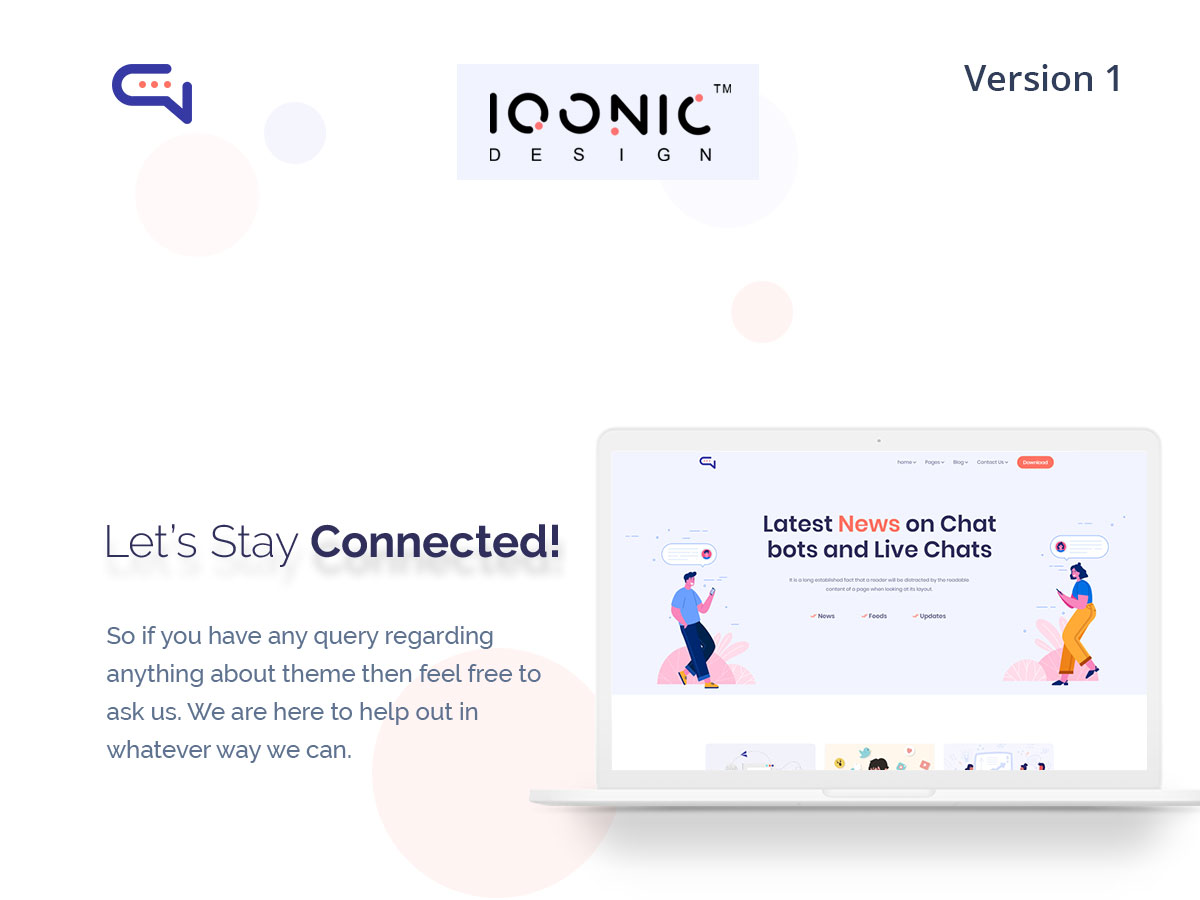 IQONIC TM
DESIGN
Version 1
Let's Stay Connected!
So if you have any query regarding
anything about theme then feel free to
ask us. We are here to help out in
whatever way we can.
home Pages Blog Contact Us Download
Latest News on Chat
bots and Live Chats
It is a long established fact that a reader will be distracted by the readable
content of a page when looking at its layout.
News Feeds Updates